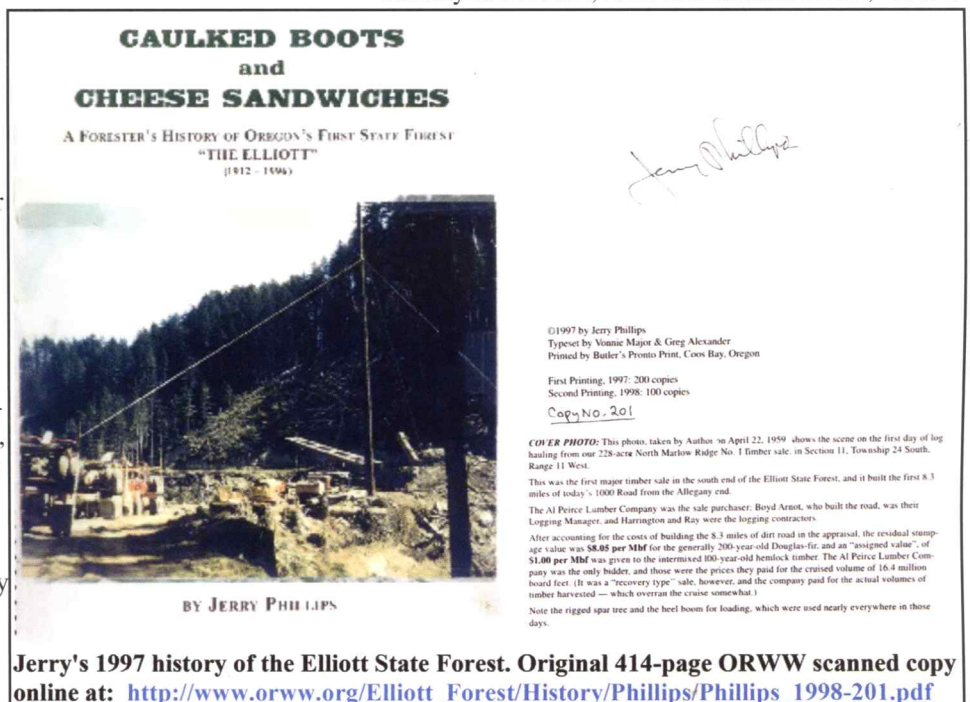 CAULKED BOOTS
and
CHEESE SANDWICHES
A FORESTER'S HISTORY OF OREGON'S FIRST STATE FOREST
"THE ELLIOTT"
(1912 - 1996)
BY JERRY PHILLIPS
Jerry Phillips
©1997 by Jerry Phillips
Typeset by Vonnie Major & Greg Alexander
Printed by Butler's Pronto Print, Coos Bay, Oregon
First Printing, 1997: 200 copies
Second Printing, 1998: 100 copies
Copy No. 201
COVER PHOTO: This photo, taken by Author on April 22, 1959 shows the scene on the first day of log
hauling from our 228-acre North Marlow Ridge No. 1 timber sale, in Section 11, Township 24 South,
Range 11 West.
This was the first major timber sale in the south end of the Elliott State Forest, and it built the first 8.3
miles of today's 1000 Road from the Allegany end.
The Al Peirce Lumber Company was the sale purchaser; Boyd Arnot, who built the road, was their
Logging Manager, and Harrington and Ray were the logging contractors.
After accounting for the costs of building the 8.3 miles of dirt road in the appraisal, the residual stump-
age value was $8.05 per Mbf for the generally 200-year-old Douglas-fir, and an "assigned value", of
$1.00 per Mbf was given to the intermixed 100-year-old hemlock timber. The Al Peirce Lumber Com-
pany was the only bidder, and those were the prices they paid for the cruised volume of 16.4 million
board feet. (It was a "recovery type" sale, however, and the company paid for the actual volumes of
timber harvested — which overran the cruise somewhat.)
Note the rigged spar tree and the heel boom for loading, which were used nearly everywhere in those
days.
Jerry's 1997 history of the Elliott State Forest. Original 414-page ORWW scanned copy
online at: http://www.orww.org/Elliott_Forest/History/Phillips/Phillips_1998-201.pdf